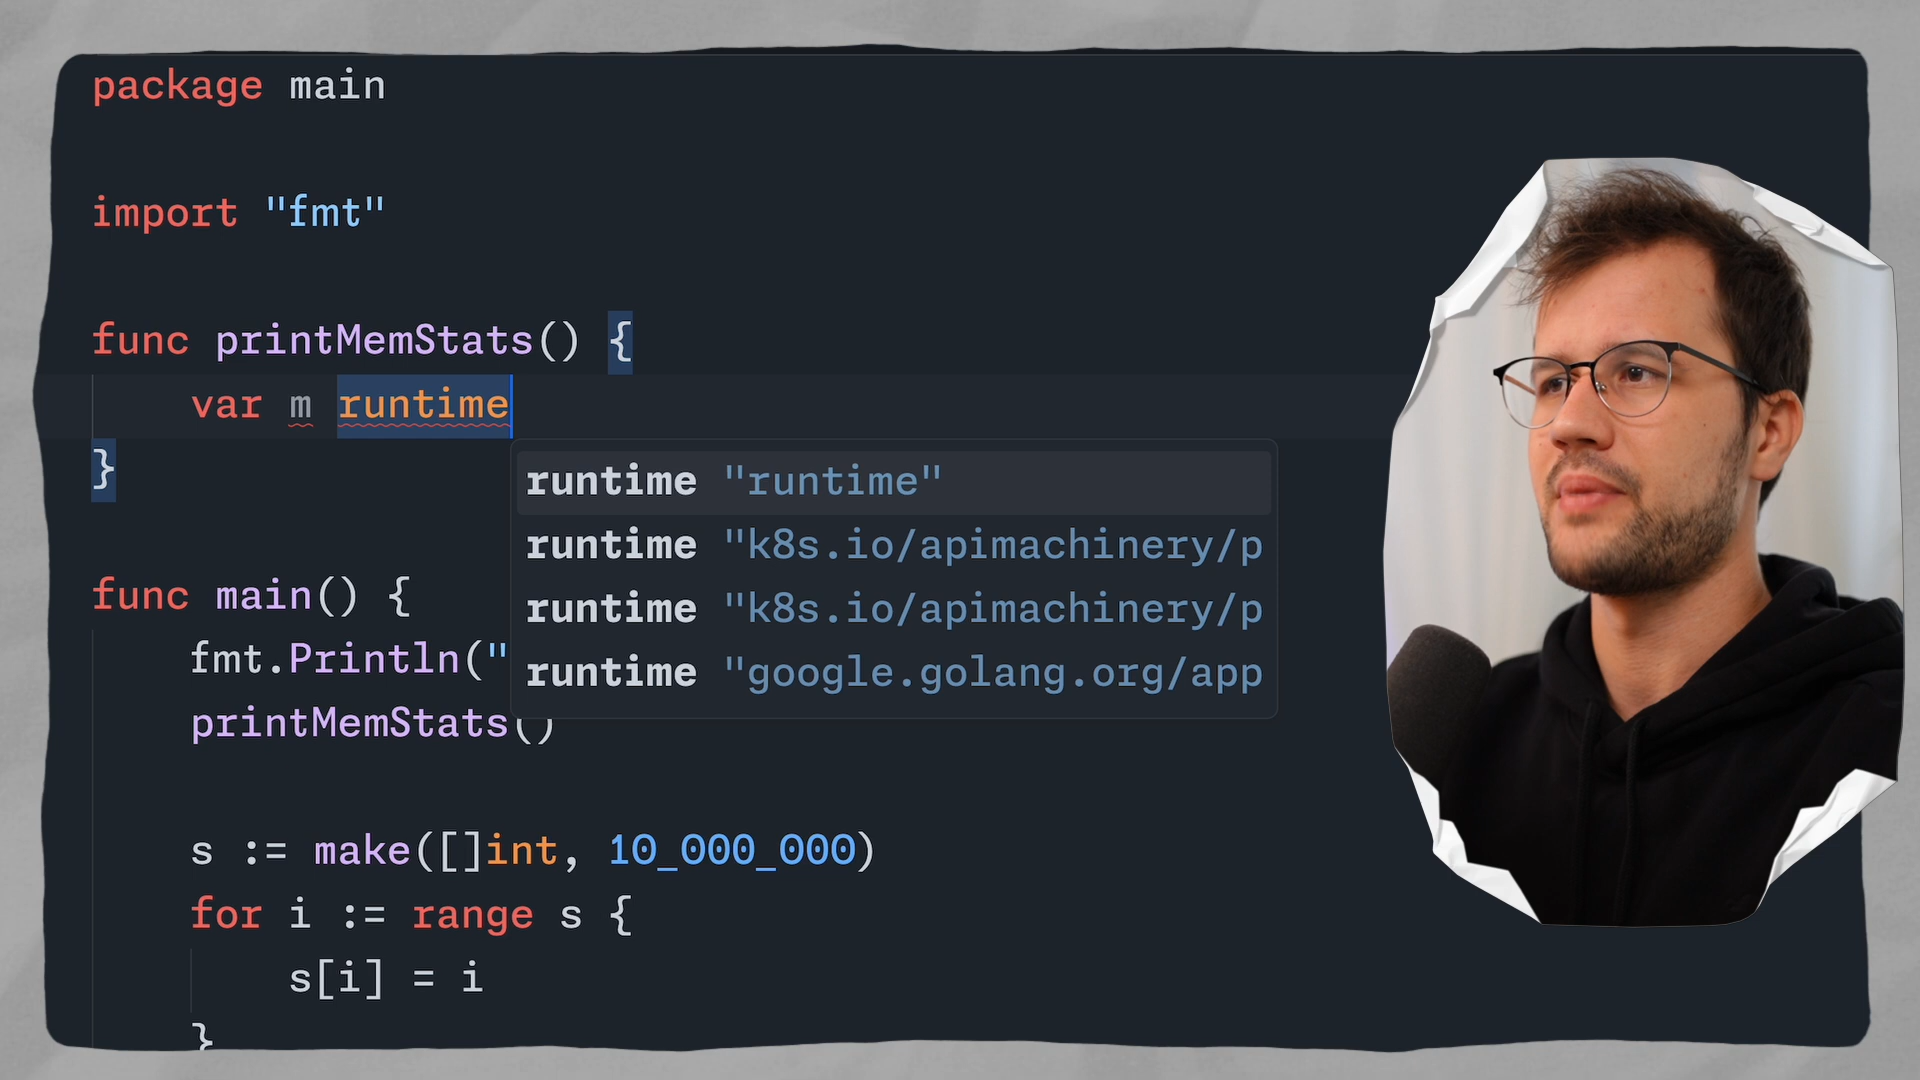 package main
import "fmt"
func printMemStats() {
var m runtime
}
runtime "runtime"
runtime "k8s.io/apimachinery/p
runtime "k8s.io/apimachinery/p
runtime "google.golang.org/app
func main() {
fmt.Println("
printMemStats()
s := make([]int, 10_000_000)
for i := range s {
s[i] = i
}